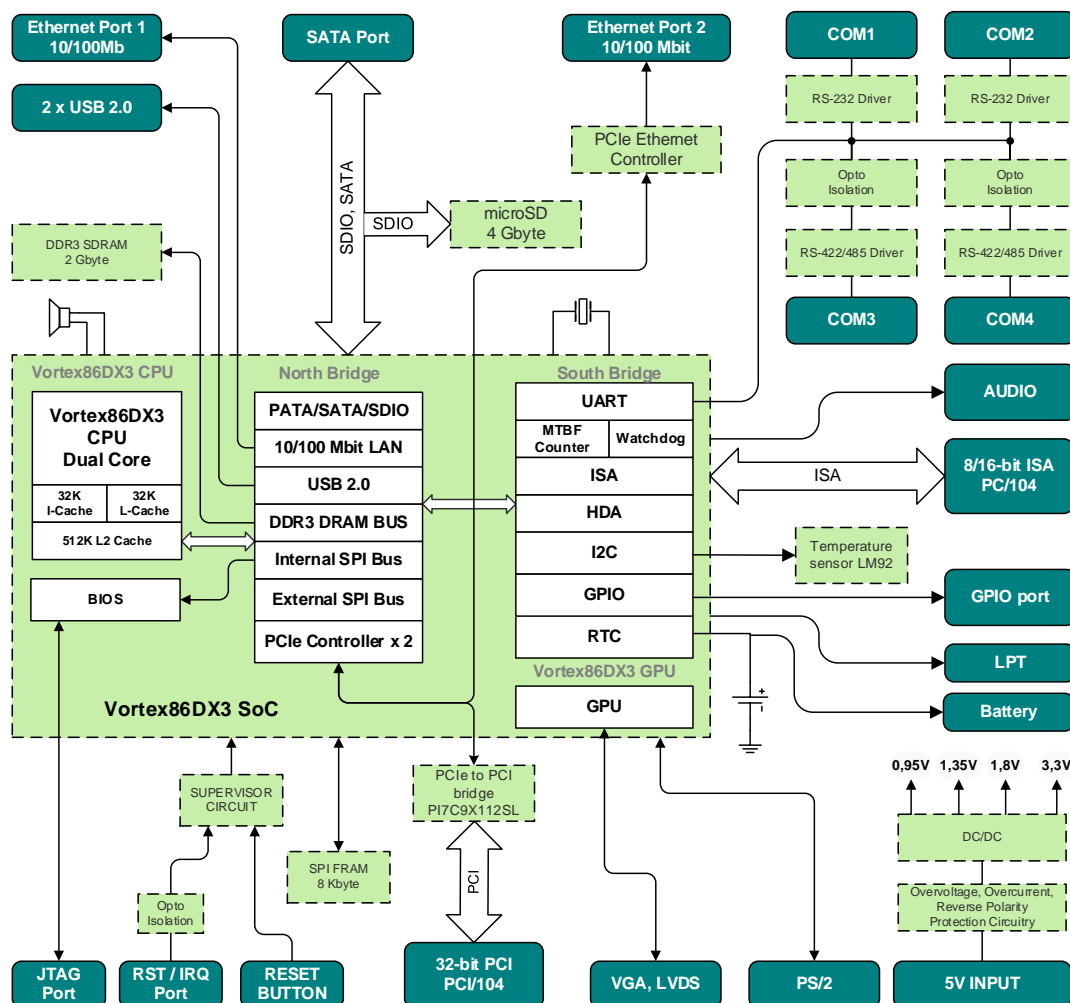 Ethernet Port 1
10/100Mb
SATA Port
Ethernet Port 2
10/100 Mbit
COM1
COM2
2 x USB 2.0
RS-232 Driver
RS-232 Driver
PCIe Ethernet
Controller
Opto
Isolation
Opto
Isolation
SDIO, SATA
SDIO
microSD
4 Gbyte
DDR3 SDRAM
2 Gbyte
RS-422/485 Driver
RS-422/485 Driver
COM3
COM4
Vortex86DX3 CPU
North Bridge
South Bridge
Vortex86DX3
CPU
Dual Core
32K
I-Cache
32K
L-Cache
512K L2 Cache
BIOS
PATA/SATA/SDIO
10/100 Mbit LAN
USB 2.0
DDR3 DRAM BUS
Internal SPI Bus
External SPI Bus
PCIe Controller x 2
UART
MTBF
Counter
Watchdog
ISA
HDA
I2C
GPIO
RTC
Vortex86DX3 GPU
GPU
Vortex86DX3 SoC
AUDIO
ISA
8/16-bit ISA
PC/104
Temperature
sensor LM92
GPIO port
LPT
+
-
Battery
SUPERVISOR
CIRCUIT
PCIe to PCI
bridge
PI7C9X112SL
0,95V
1,35V
1,8V
3,3V
DC/DC
SPI FRAM
8 Kbyte
PCI
Opto
Isolation
Overvoltage, Overcurrent,
Reverse Polarity
Protection Circuitry
JTAG
Port
RST / IRQ
Port
RESET
BUTTON
32-bit PCI
PCI/104
VGA, LVDS
PS/2
5V INPUT